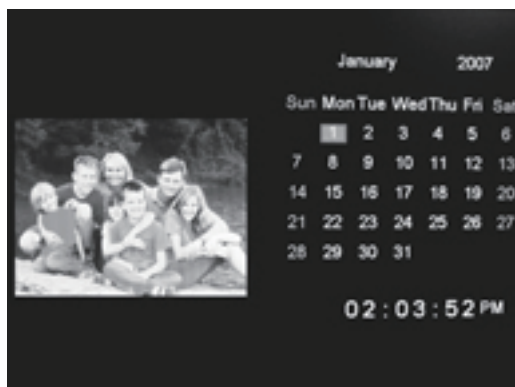 January 2007
Sun Mon Tue Wed Thu Fri Sat
1 2 3 4 5 6
7 8 9 10 11 12 13
14 15 16 17 18 19 20
21 22 23 24 25 26 27
28 29 30 31
02:03:52 PM